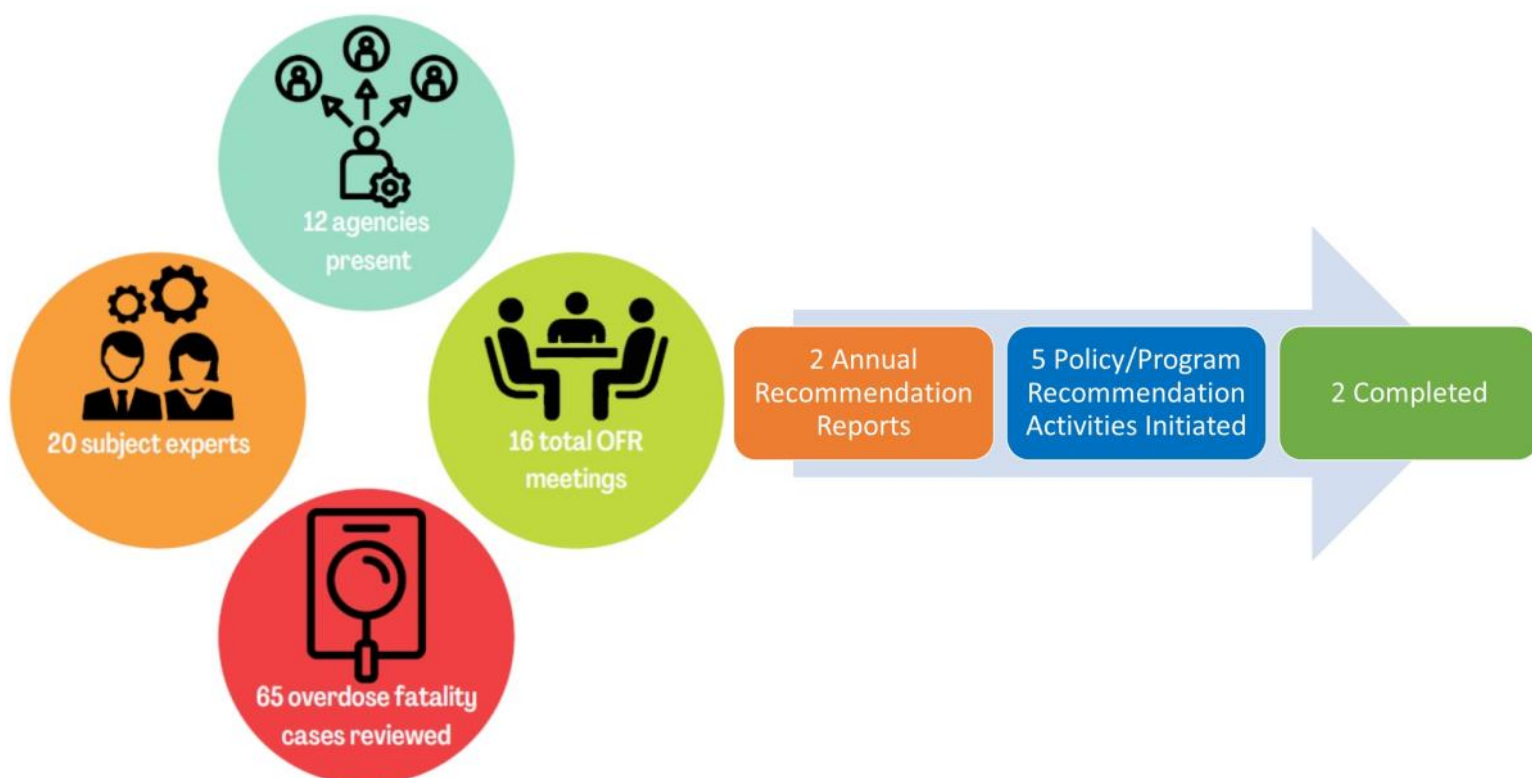 12 agencies
present
20 subject experts
16 total OFR
meetings
65 overdose fatality
cases reviewed
2 Annual
Recommendation
Reports
5 Policy/Program
Recommendation
Activities Initiated
2 Completed